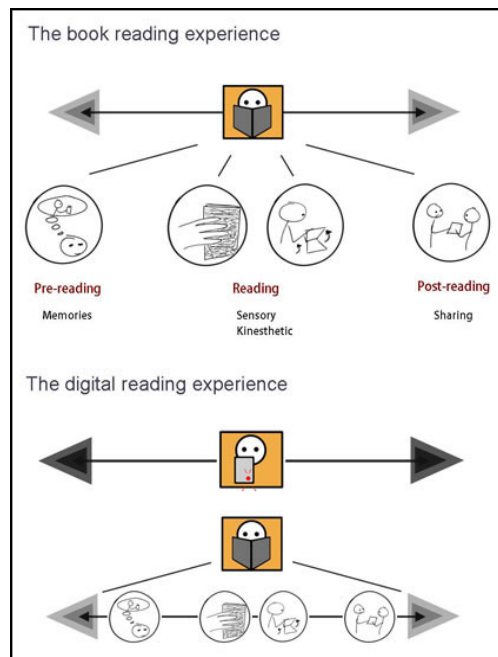 The book reading experience
Pre-reading
Memories
Reading
Sensory
Kinesthetic
Post-reading
Sharing
The digital reading experience